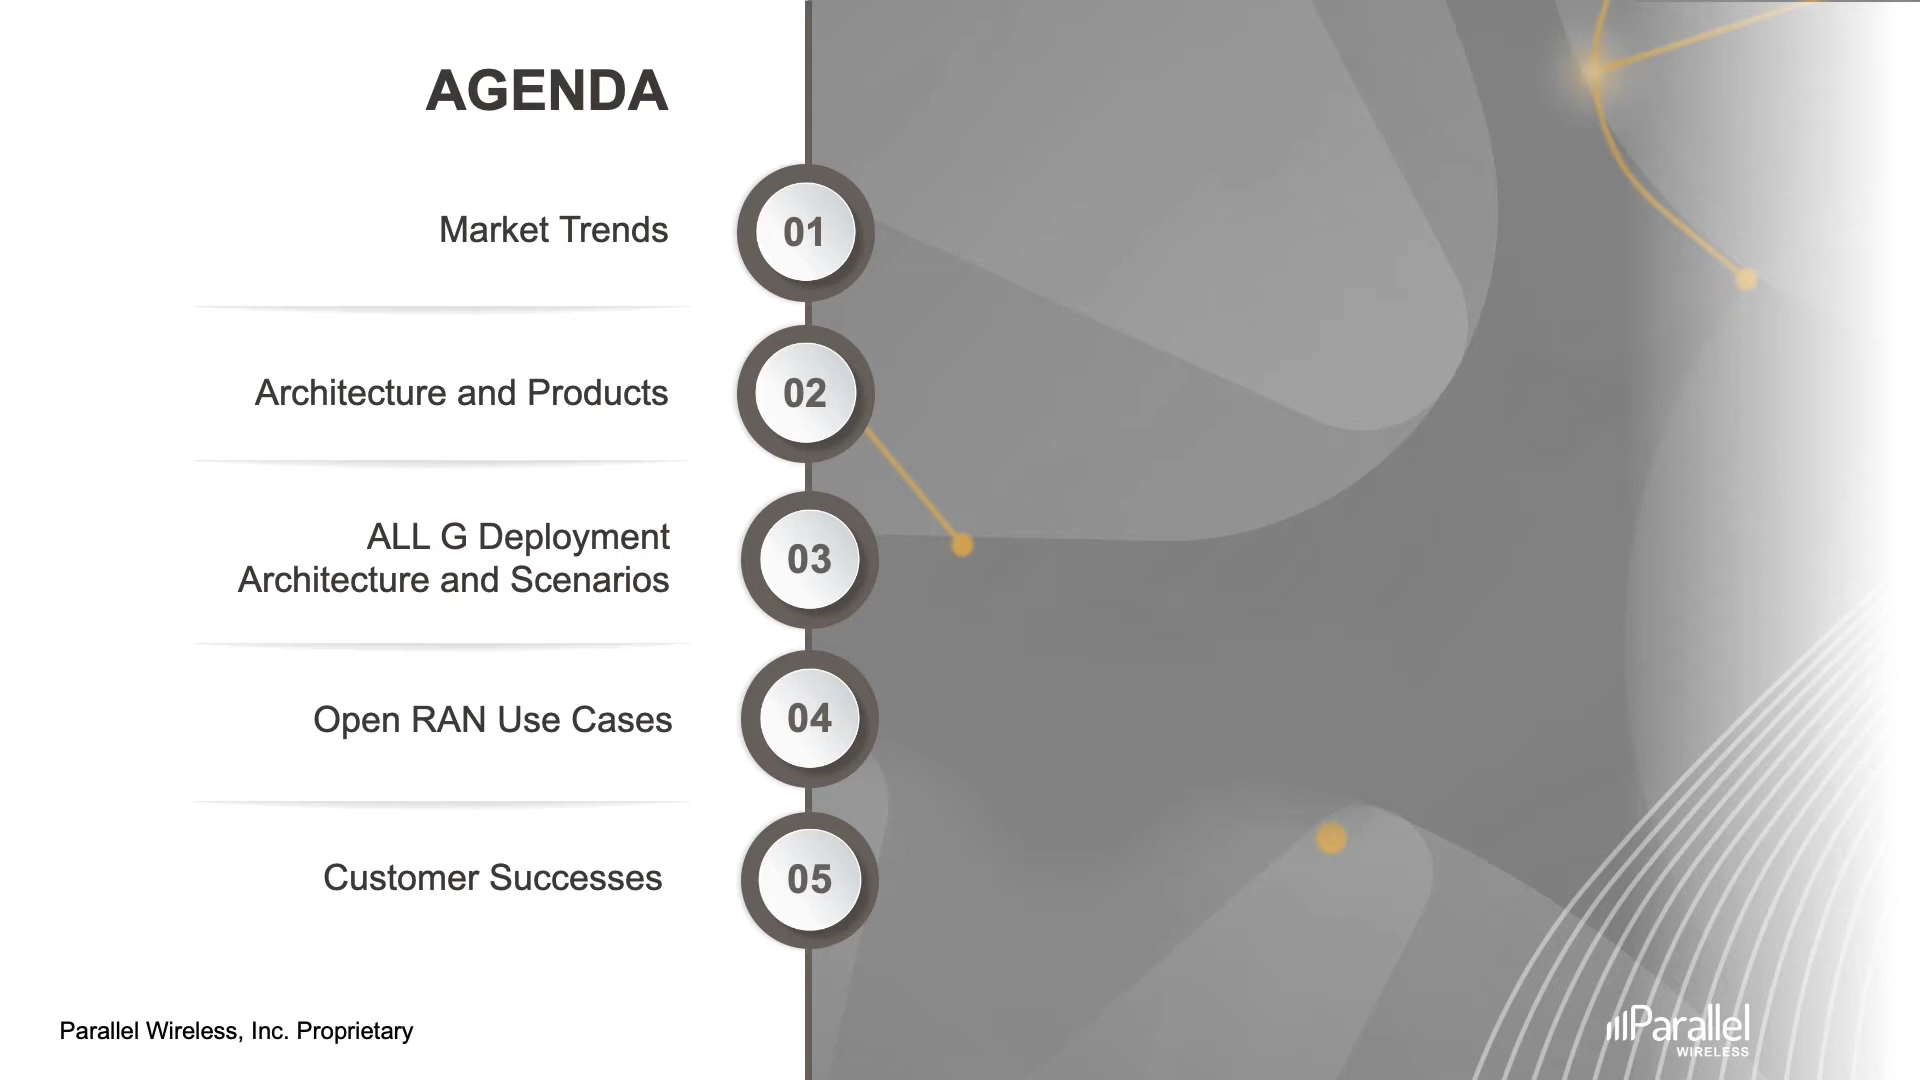 AGENDA
Market Trends
01
Architecture and Products
02
ALL G Deployment
Architecture and Scenarios
03
Open RAN Use Cases
04
Customer Successes
05
Parallel Wireless, Inc. Proprietary
Parallel
WIRELESS